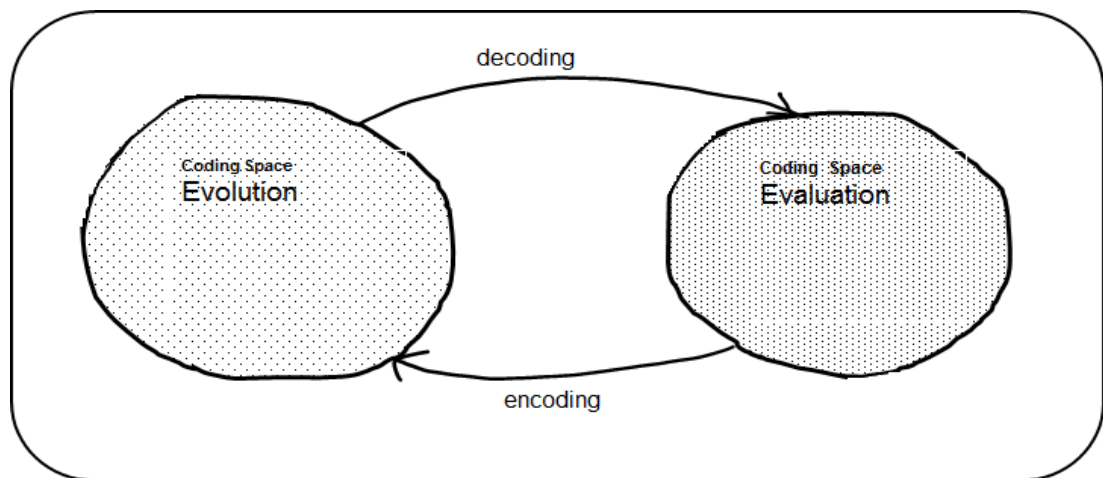 decoding
Coding Space
Evolution
Coding Space
Evaluation
encoding